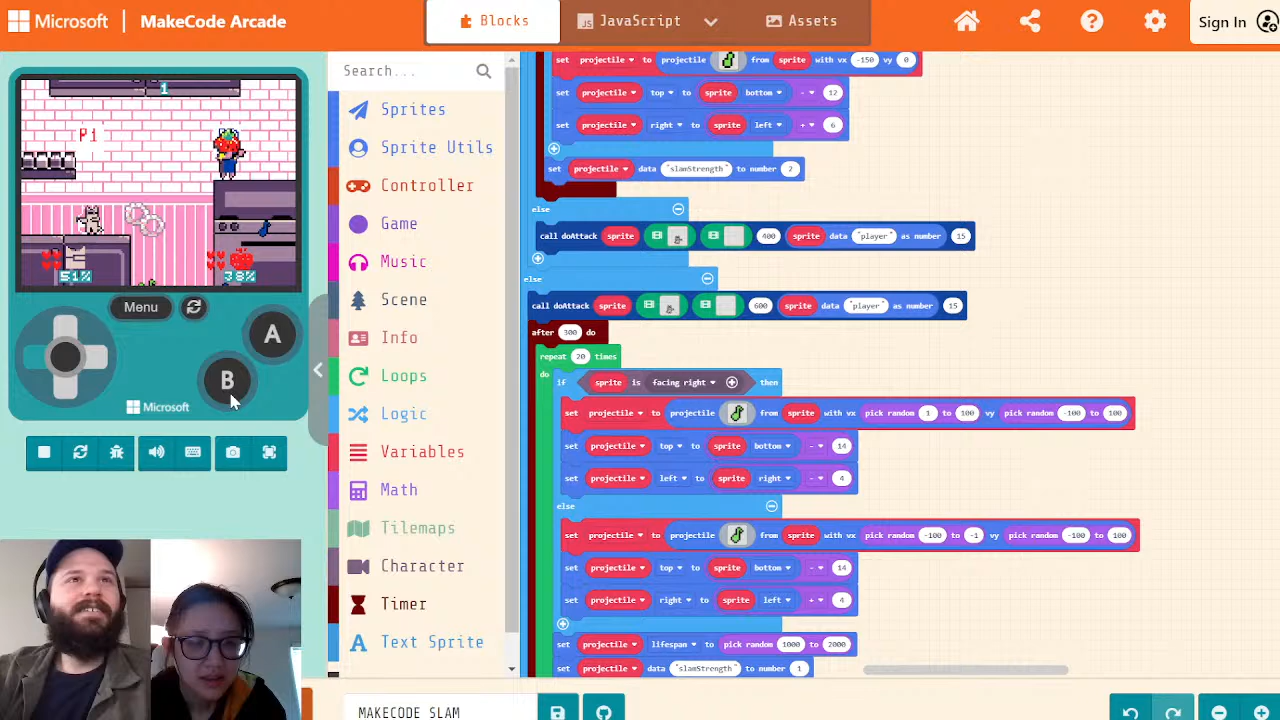 Microsoft | MakeCode Arcade
Blocks
JavaScript
Assets
Sign In
1
Pi
51%
38%
Menu
A
B
Microsoft
Search...
Sprites
Sprite Utils
Controller
Game
Music
Scene
Info
Loops
Logic
Variables
Math
Tilemaps
Character
Timer
Text Sprite
set projectile to projectile from sprite with vx -150 vy 0
set projectile top to sprite bottom - 12
set projectile right to sprite left + 6
set projectile data "slamStrength" to number 2
else
call doAttack sprite 400 sprite data "player" as number 15
else
call doAttack sprite 600 sprite data "player" as number 15
after 300 do
repeat 20 times
do
if sprite is facing right then
set projectile to projectile from sprite with vx pick random 1 to 100 vy pick random -100 to 100
set projectile top to sprite bottom - 14
set projectile left to sprite right - 4
else
set projectile to projectile from sprite with vx pick random -100 to -1 vy pick random -100 to 100
set projectile top to sprite bottom - 14
set projectile right to sprite left + 4
set projectile lifespan to pick random 1000 to 2000
set projectile data "slamStrength" to number 1
MAKECODE SLAM